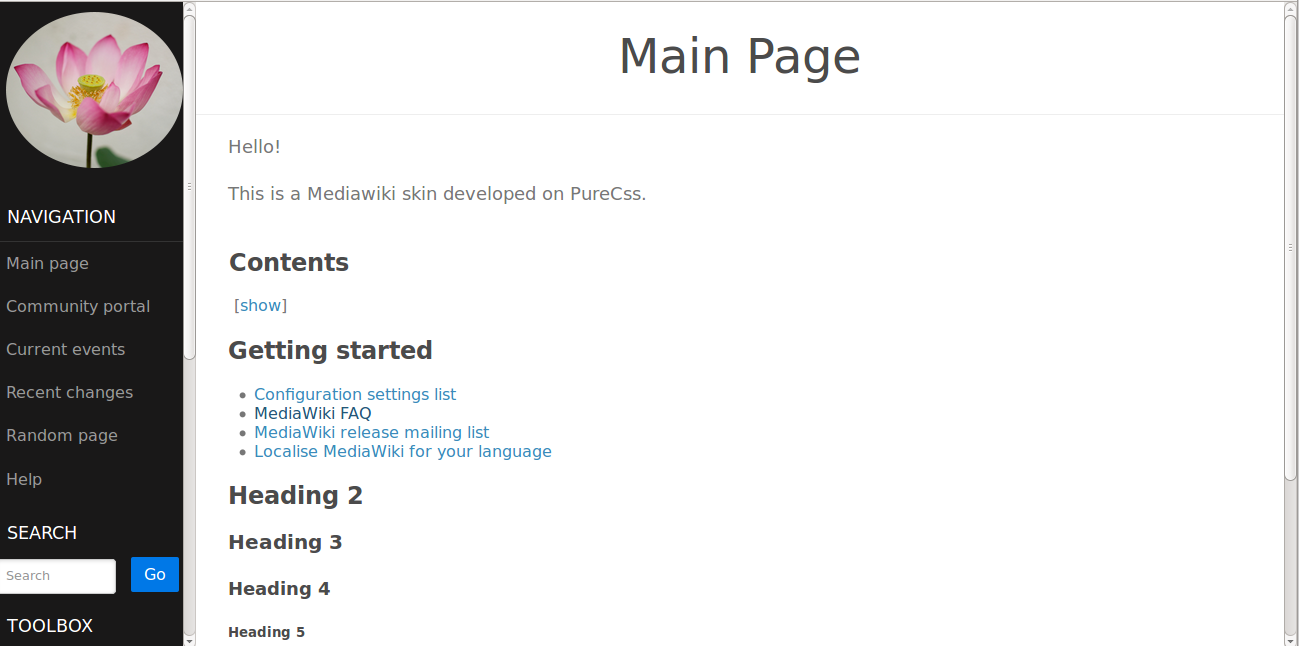 NAVIGATION
Main page
Community portal
Current events
Recent changes
Random page
Help
SEARCH
Search
Go
TOOLBOX
Main Page
Hello!
This is a Mediawiki skin developed on PureCss.
Contents
[show]
Getting started
Configuration settings list
MediaWiki FAQ
MediaWiki release mailing list
Localise MediaWiki for your language
Heading 2
Heading 3
Heading 4
Heading 5